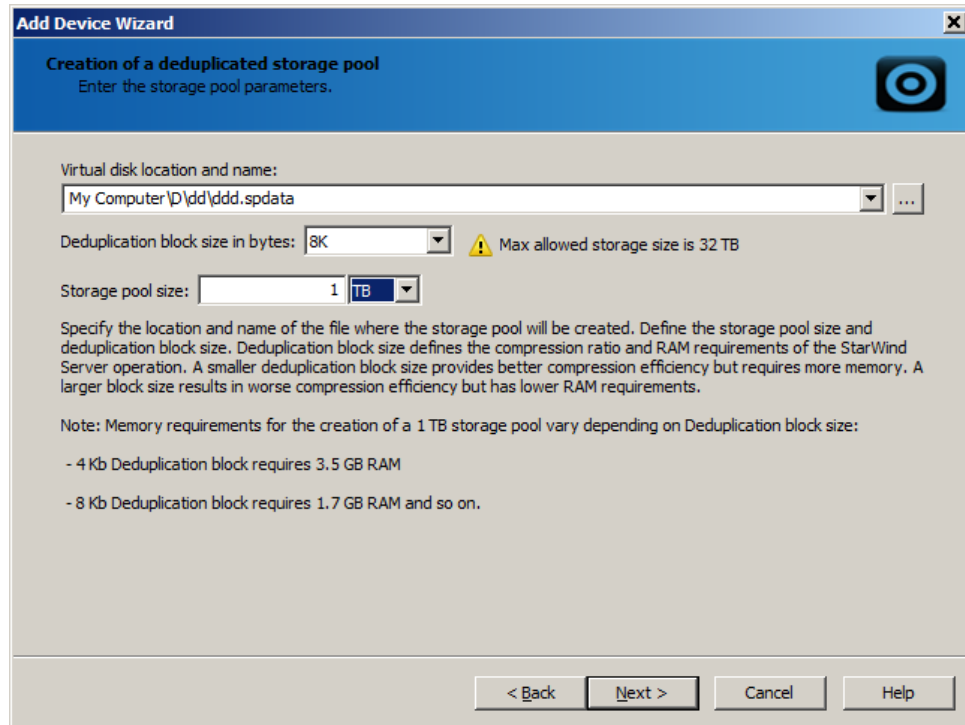 Add Device Wizard
Creation of a deduplicated storage pool
Enter the storage pool parameters.
Virtual disk location and name:
My Computer\D\dd\ddd.spdata
...
Deduplication block size in bytes: 8K Max allowed storage size is 32 TB
Storage pool size: 1 TB
Specify the location and name of the file where the storage pool will be created. Define the storage pool size and
deduplication block size. Deduplication block size defines the compression ratio and RAM requirements of the StarWind
Server operation. A smaller deduplication block size provides better compression efficiency but requires more memory. A
larger block size results in worse compression efficiency but has lower RAM requirements.
Note: Memory requirements for the creation of a 1 TB storage pool vary depending on Deduplication block size:
- 4 Kb Deduplication block requires 3.5 GB RAM
- 8 Kb Deduplication block requires 1.7 GB RAM and so on.
< Back Next > Cancel Help